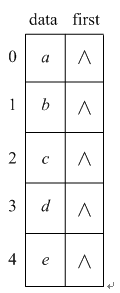 data first
0 a ∧
1 b ∧
2 c ∧
3 d ∧
4 e ∧